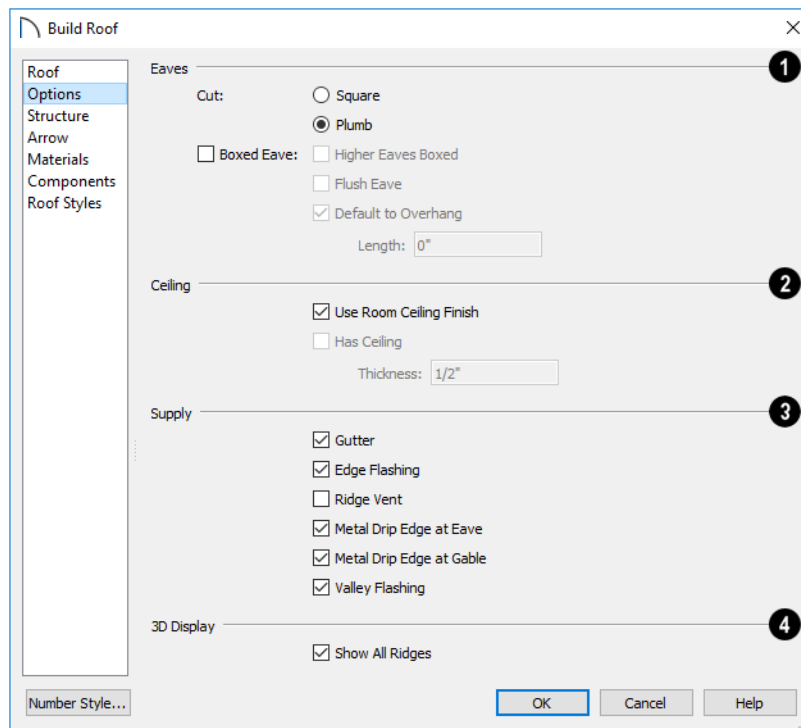 Build Roof
Roof
Options
Structure
Arrow
Materials
Components
Roof Styles
Eaves 1
Cut: Square
Plumb
Boxed Eave: Higher Eaves Boxed
Flush Eave
Default to Overhang
Length: 0"
Ceiling 2
Use Room Ceiling Finish
Has Ceiling
Thickness: 1/2"
Supply 3
Gutter
Edge Flashing
Ridge Vent
Metal Drip Edge at Eave
Metal Drip Edge at Gable
Valley Flashing
3D Display 4
Show All Ridges
Number Style... OK Cancel Help